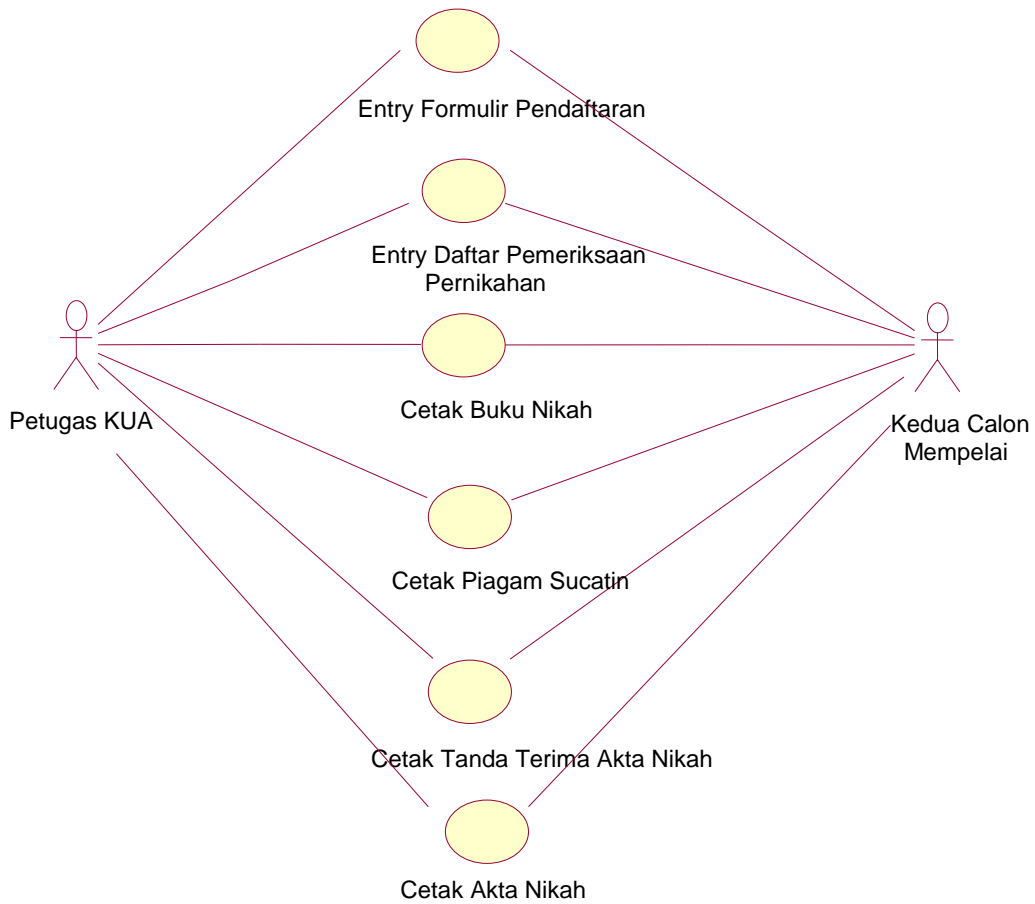 Entry Formulir Pendaftaran
Entry Daftar Pemeriksaan
Pernikahan
Petugas KUA
Cetak Buku Nikah
Kedua Calon
Mempelai
Cetak Piagam Sucatin
Cetak Tanda Terima Akta Nikah
Cetak Akta Nikah